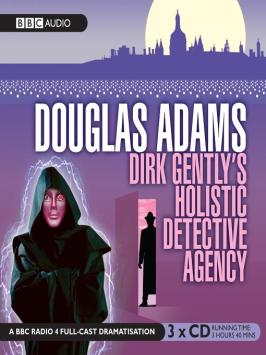 BBC AUDIO
DOUGLAS ADAMS
DIRK GENTLY'S
HOLISTIC
DETECTIVE
AGENCY
A BBC RADIO 4 FULL-CAST DRAMATISATION
3 x CD
RUNNING TIME:
3 HOURS 40 MINS